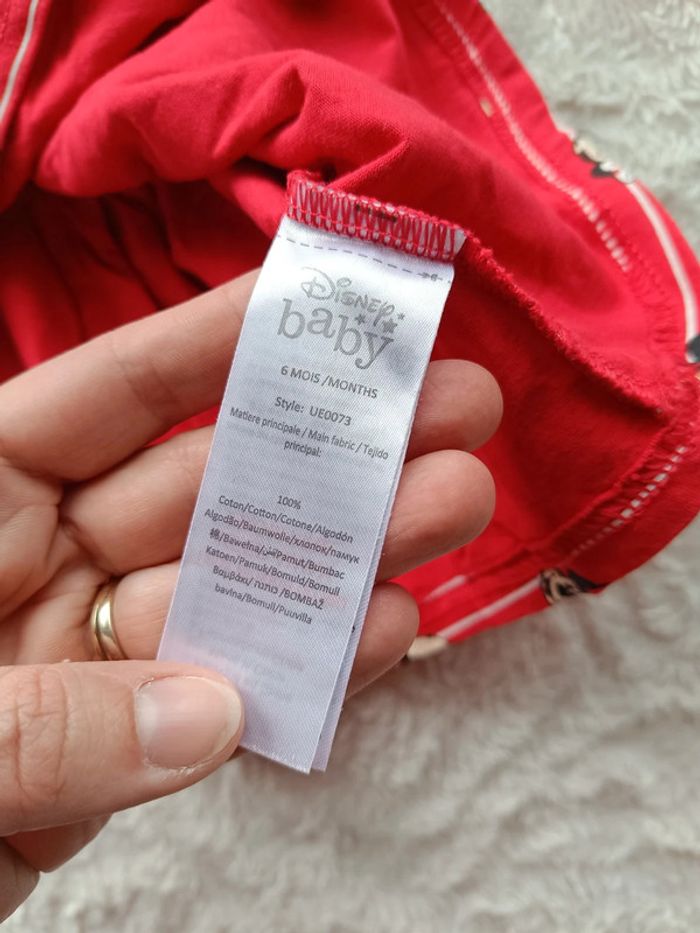 Disney
baby
6 MOIS /MONTHS
Style: UE0073
Matiere principale / Main fabric / Tejido
principal:
100%
Coton/Cotton/Cotone/Algodón
Algodão/Baumwolle/хлопок/памук
棉/Bawełna/قطن/Pamut/Bumbac
Katoen/Pamuk/Bomuld/Bomull
Βαμβάκι/כותנה/BOMBAŽ
bavlna/Bomull/Puuvilla